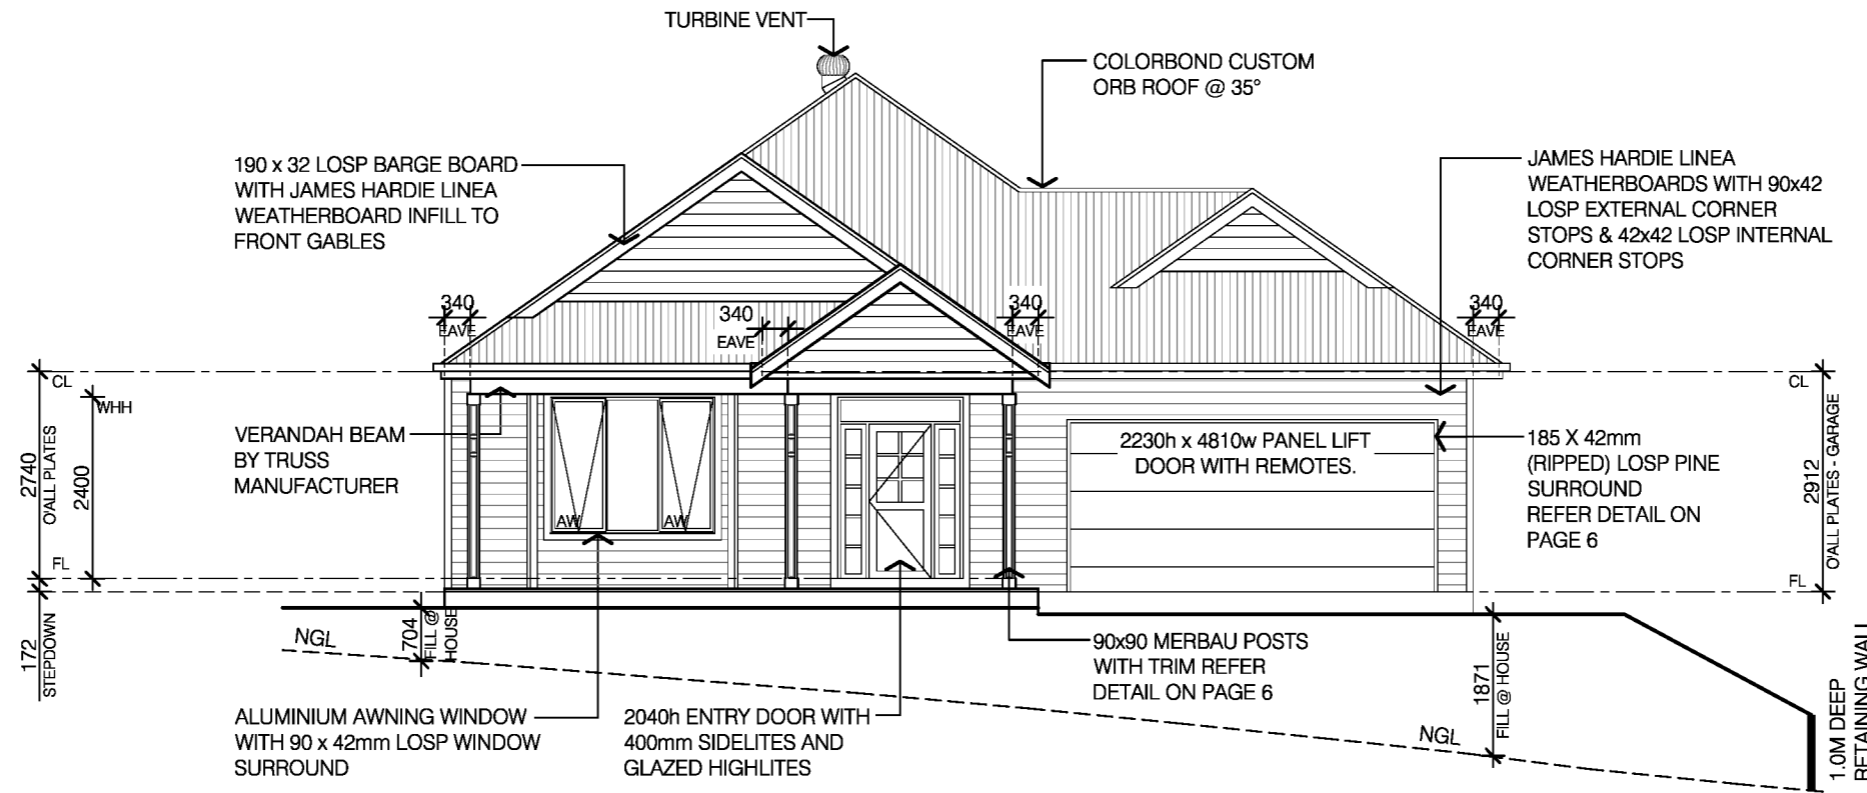 TURBINE VENT
COLORBOND CUSTOM
ORB ROOF @ 35°
190 x 32 LOSP BARGE BOARD
WITH JAMES HARDIE LINEA
WEATHERBOARD INFILL TO
FRONT GABLES
JAMES HARDIE LINEA
WEATHERBOARDS WITH 90x42
LOSP EXTERNAL CORNER
STOPS & 42x42 LOSP INTERNAL
CORNER STOPS
340
EAVE
340
EAVE
340
EAVE
340
EAVE
CL
WHH
2740
O'ALL PLATES
2400
FL
172
STEPDOWN
VERANDAH BEAM
BY TRUSS
MANUFACTURER
AW
AW
2230h x 4810w PANEL LIFT
DOOR WITH REMOTES.
185 X 42mm
(RIPPED) LOSP PINE
SURROUND
REFER DETAIL ON
PAGE 6
CL
2912
O'ALL PLATES - GARAGE
FL
NGL
704
FILL @
HOUSE
90x90 MERBAU POSTS
WITH TRIM REFER
DETAIL ON PAGE 6
1871
FILL @ HOUSE
NGL
1.0M DEEP
RETAINING WALL
ALUMINIUM AWNING WINDOW
WITH 90 x 42mm LOSP WINDOW
SURROUND
2040h ENTRY DOOR WITH
400mm SIDELITES AND
GLAZED HIGHLITES